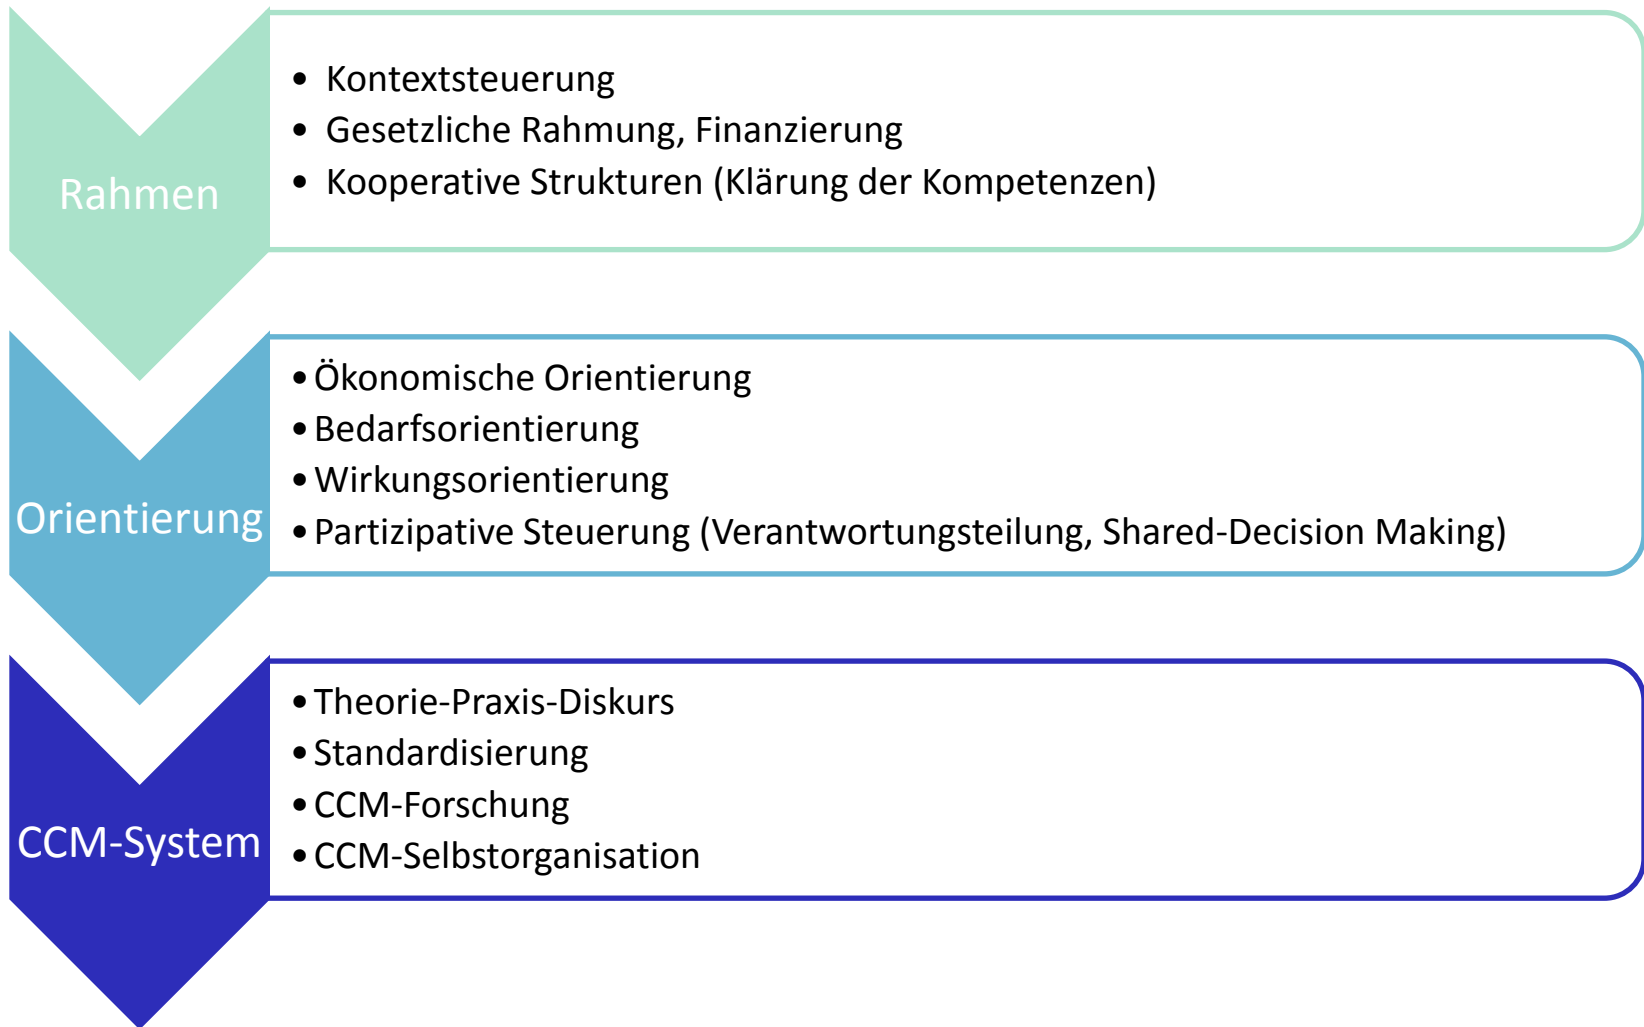 Rahmen
• Kontextsteuerung
• Gesetzliche Rahmung, Finanzierung
• Kooperative Strukturen (Klärung der Kompetenzen)
Orientierung
• Ökonomische Orientierung
• Bedarfsorientierung
• Wirkungsorientierung
• Partizipative Steuerung (Verantwortungsteilung, Shared-Decision Making)
CCM-System
• Theorie-Praxis-Diskurs
• Standardisierung
• CCM-Forschung
• CCM-Selbstorganisation